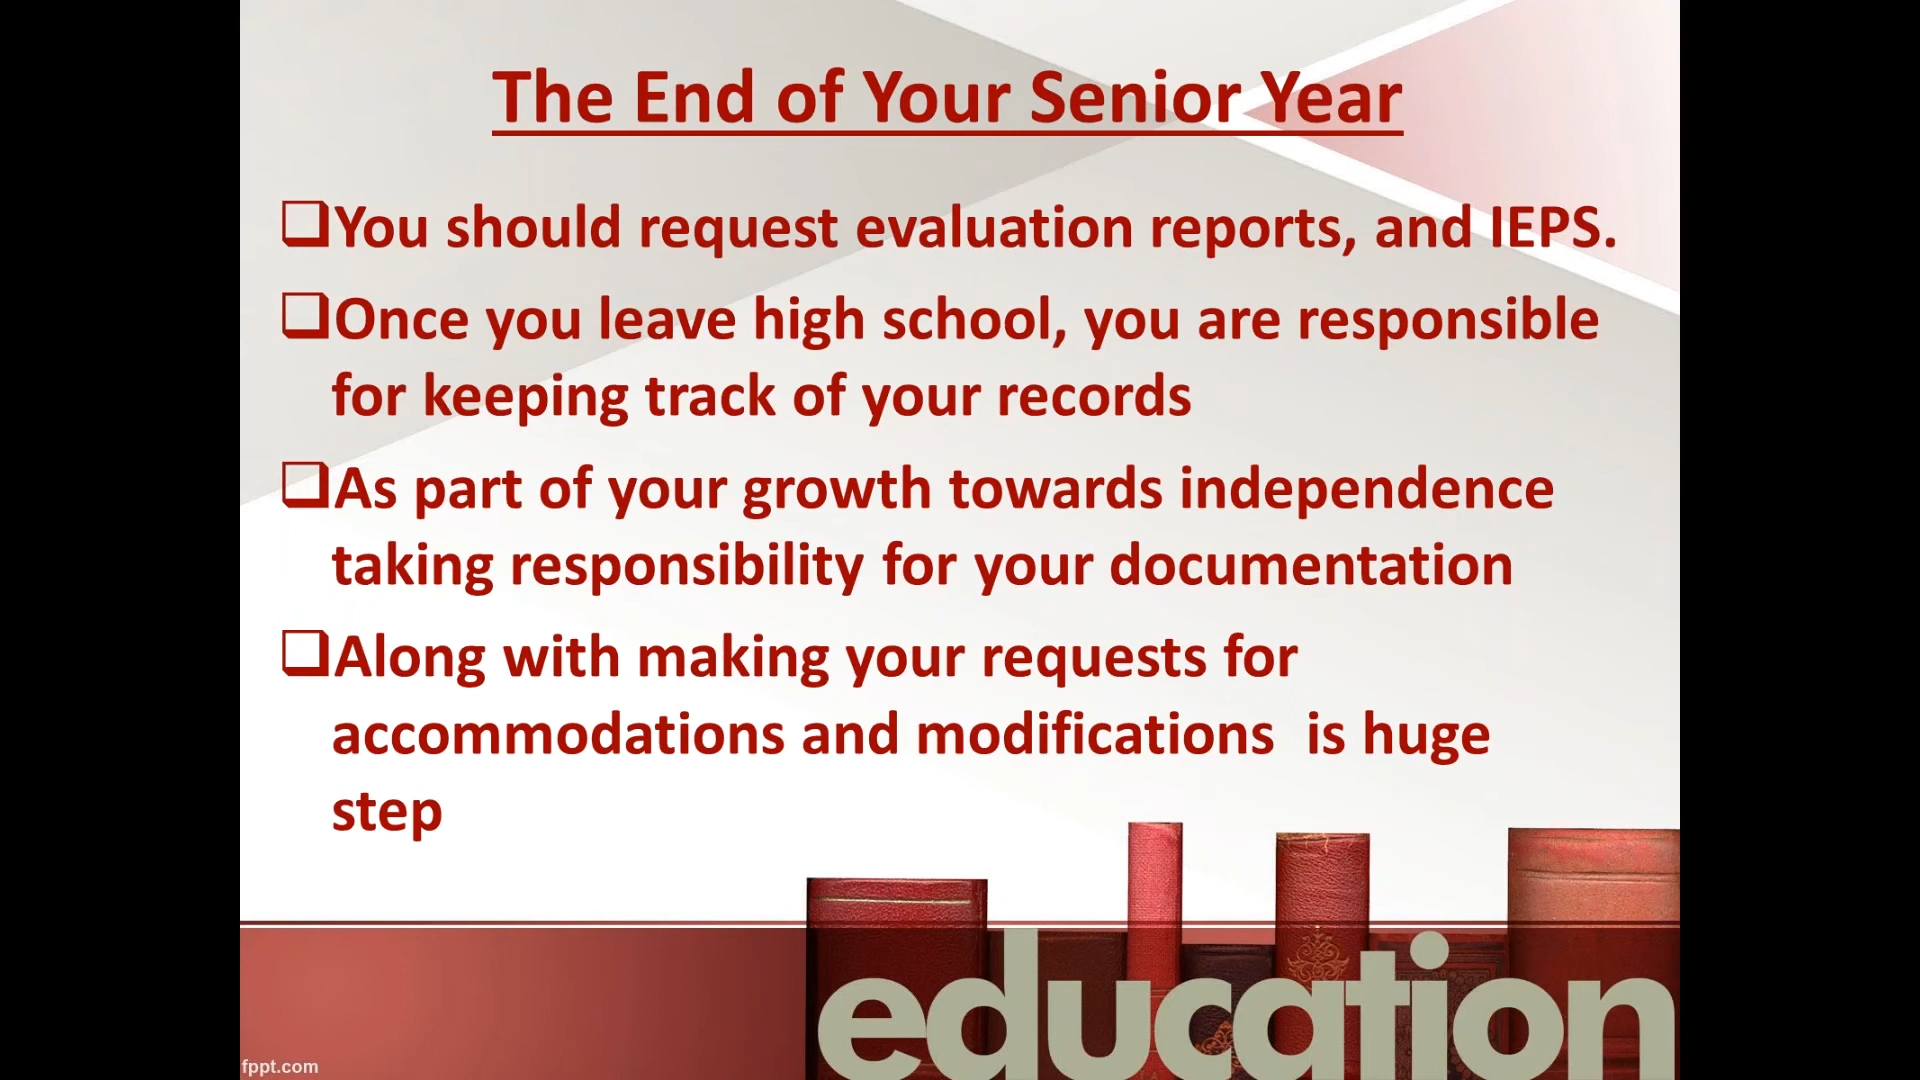 The End of Your Senior Year
❑You should request evaluation reports, and IEPS.
❑Once you leave high school, you are responsible
for keeping track of your records
❑As part of your growth towards independence
taking responsibility for your documentation
❑Along with making your requests for
accommodations and modifications  is huge
step
education
fppt.com